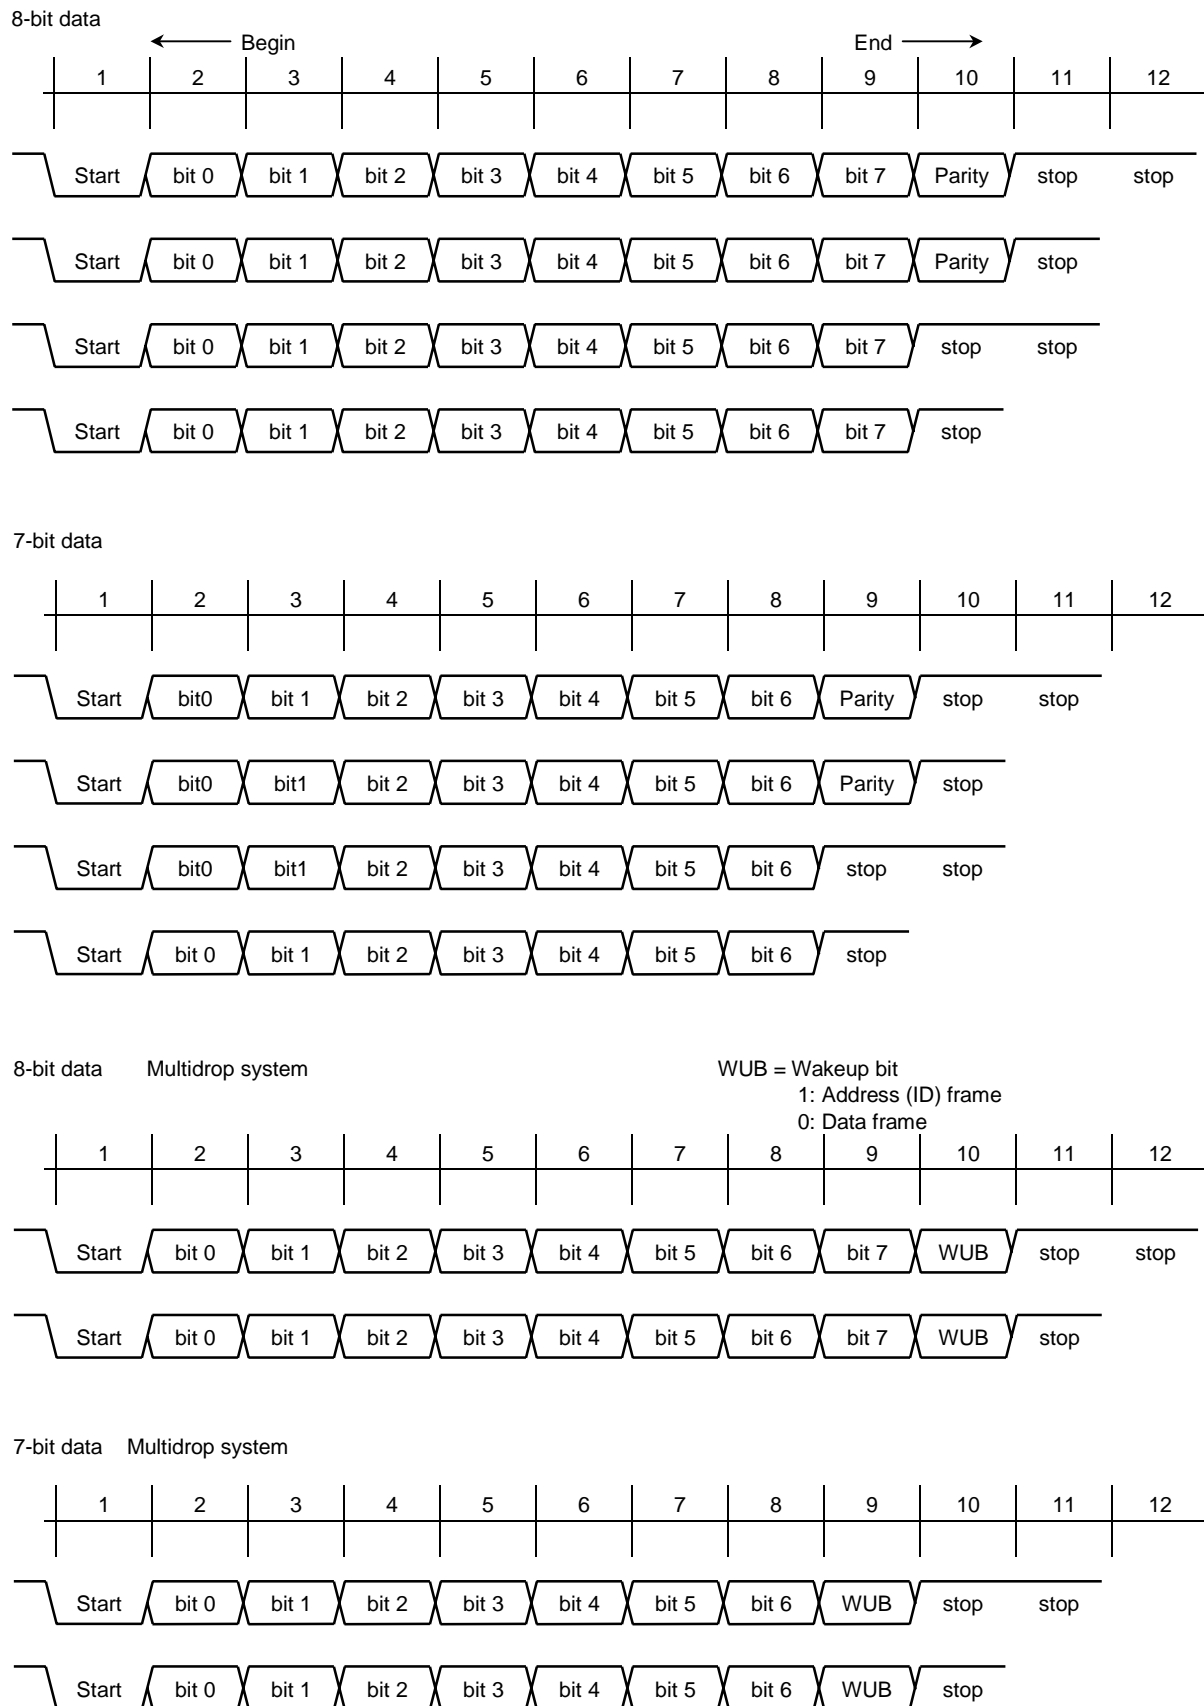 8-bit data
Begin End
1 2 3 4 5 6 7 8 9 10 11 12
Start bit 0 bit 1 bit 2 bit 3 bit 4 bit 5 bit 6 bit 7 Parity stop stop
Start bit 0 bit 1 bit 2 bit 3 bit 4 bit 5 bit 6 bit 7 Parity stop
Start bit 0 bit 1 bit 2 bit 3 bit 4 bit 5 bit 6 bit 7 stop stop
Start bit 0 bit 1 bit 2 bit 3 bit 4 bit 5 bit 6 bit 7 stop
7-bit data
1 2 3 4 5 6 7 8 9 10 11 12
Start bit0 bit 1 bit 2 bit 3 bit 4 bit 5 bit 6 Parity stop stop
Start bit0 bit1 bit 2 bit 3 bit 4 bit 5 bit 6 Parity stop
Start bit0 bit1 bit 2 bit 3 bit 4 bit 5 bit 6 stop stop
Start bit 0 bit 1 bit 2 bit 3 bit 4 bit 5 bit 6 stop
8-bit data Multidrop system WUB = Wakeup bit
1: Address (ID) frame
0: Data frame
1 2 3 4 5 6 7 8 9 10 11 12
Start bit 0 bit 1 bit 2 bit 3 bit 4 bit 5 bit 6 bit 7 WUB stop stop
Start bit 0 bit 1 bit 2 bit 3 bit 4 bit 5 bit 6 bit 7 WUB stop
7-bit data Multidrop system
1 2 3 4 5 6 7 8 9 10 11 12
Start bit 0 bit 1 bit 2 bit 3 bit 4 bit 5 bit 6 WUB stop stop
Start bit 0 bit 1 bit 2 bit 3 bit 4 bit 5 bit 6 WUB stop